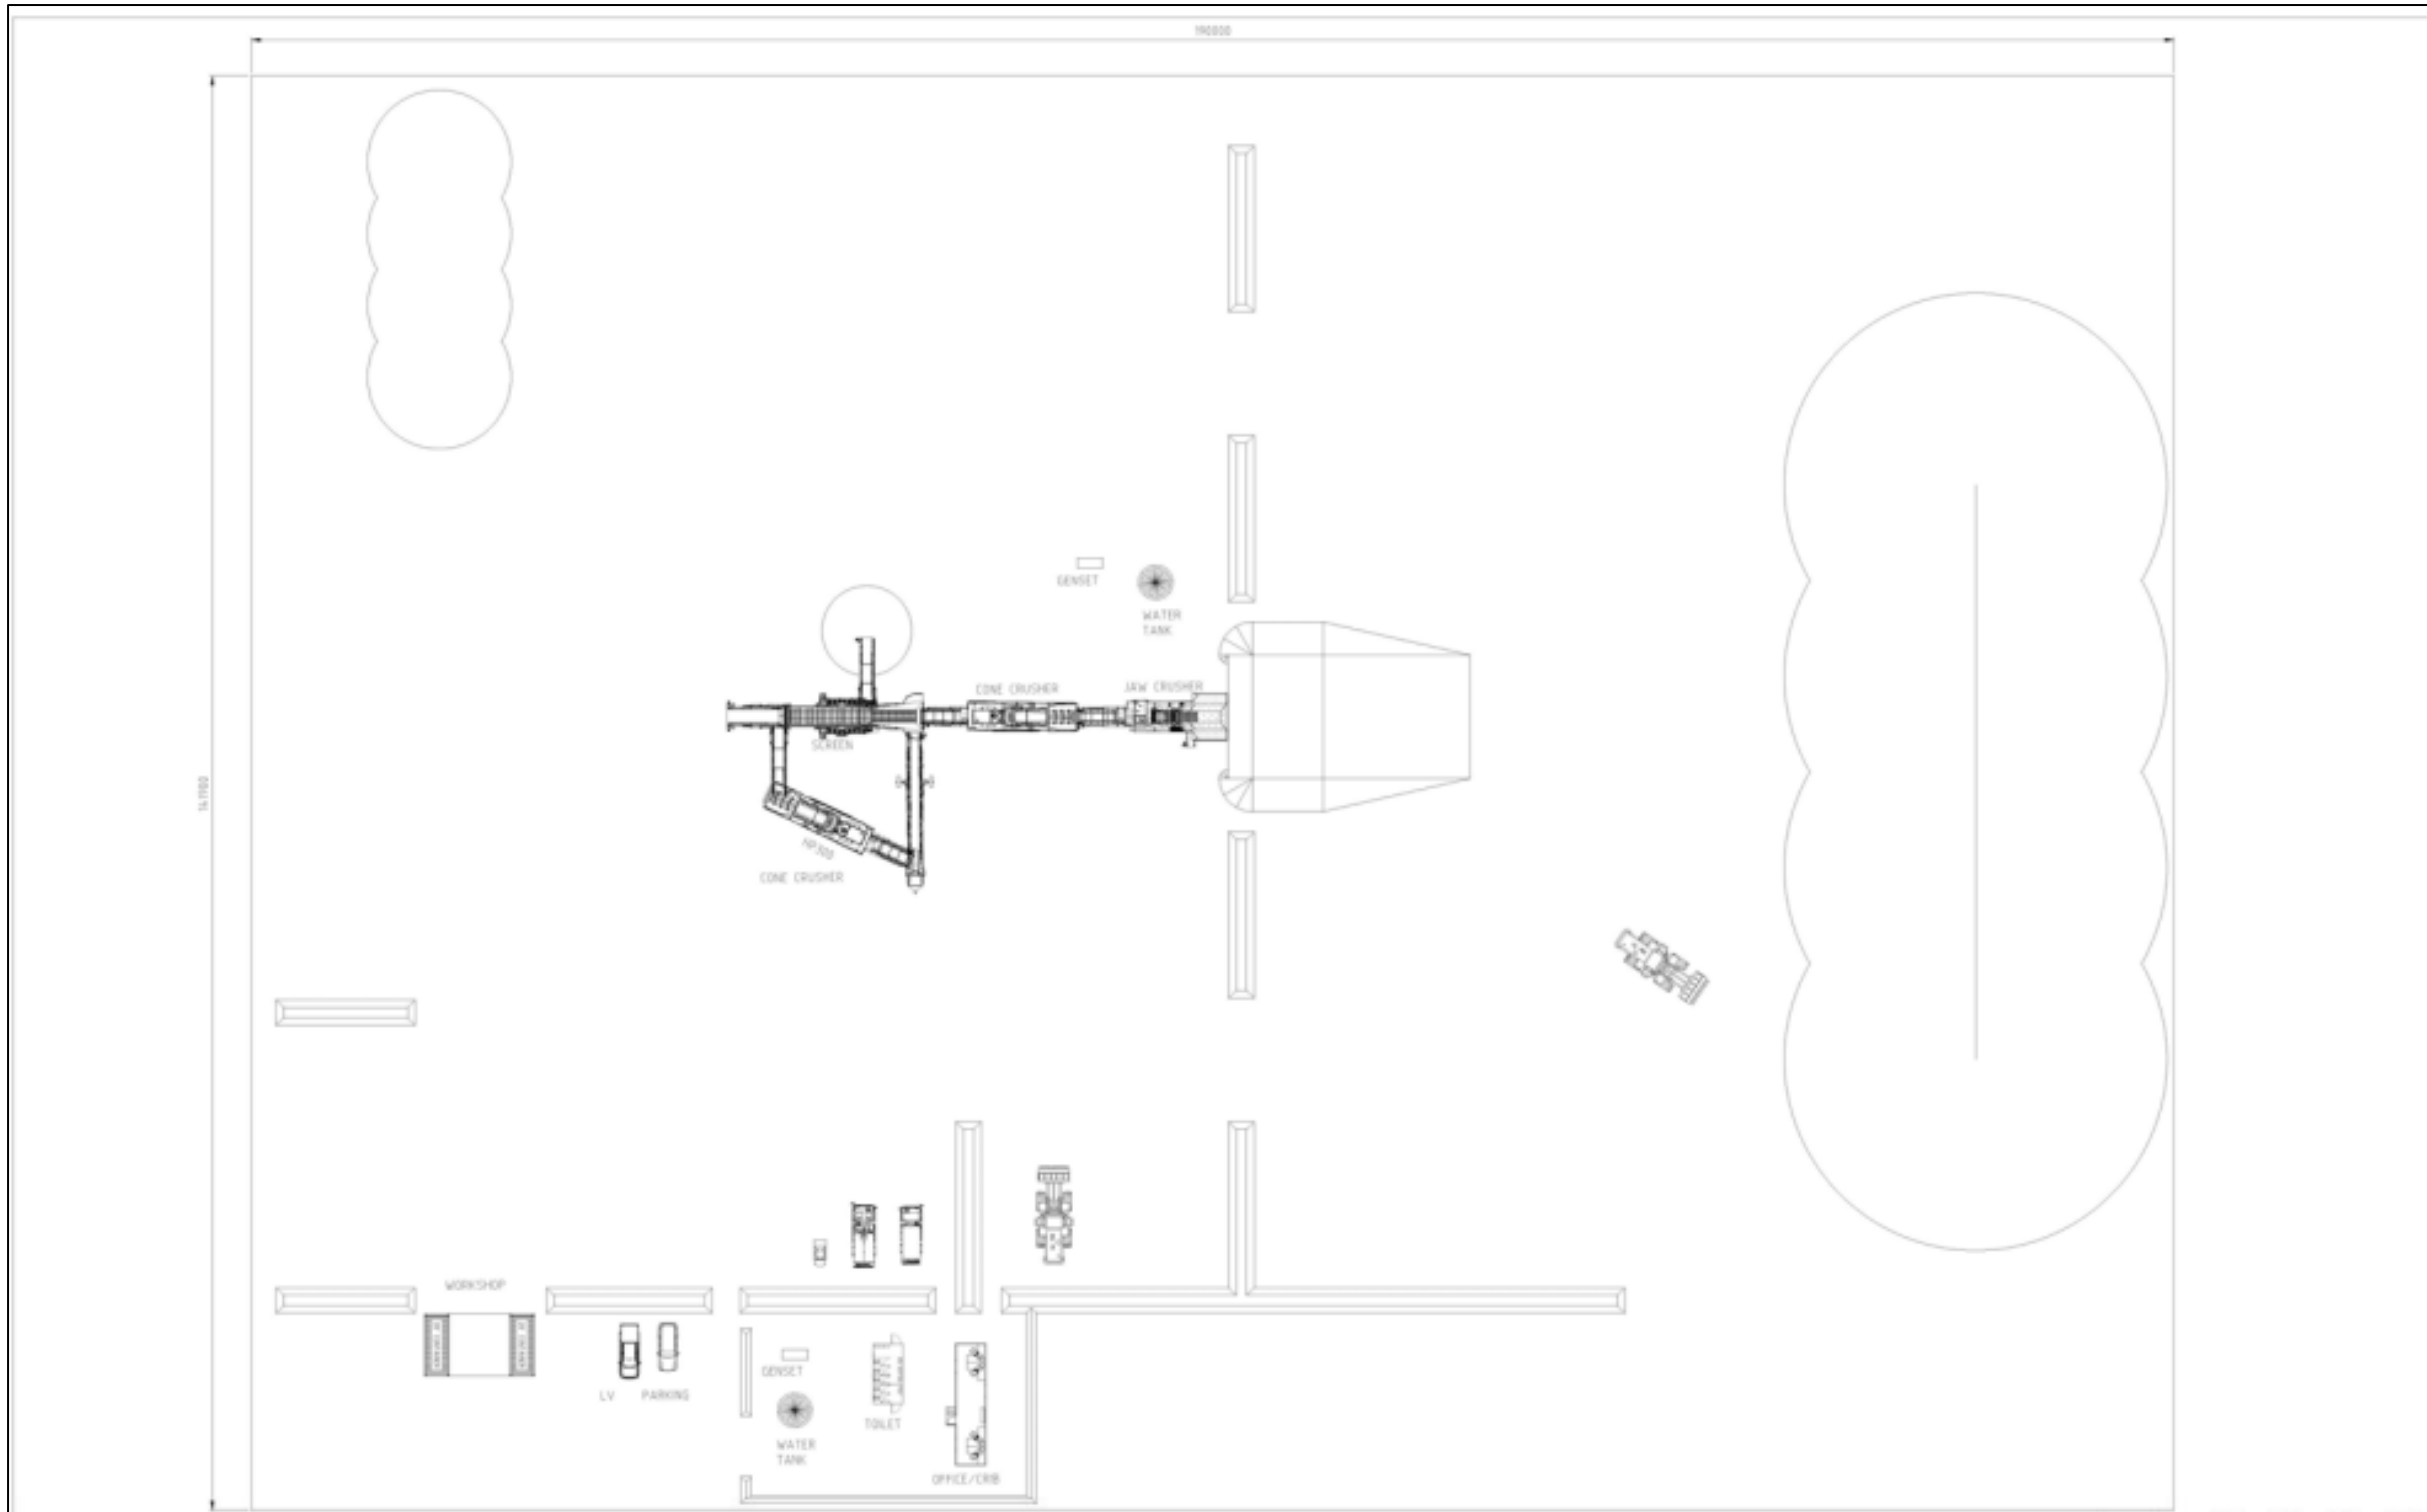 190000
GENSET
WATER
TANK
CONE CRUSHER
JAW CRUSHER
SCREEN
141900
HP300
CONE CRUSHER
WORKSHOP
GENSET
LV PARKING
TOILET
WATER
TANK
OFFICE/CRIB